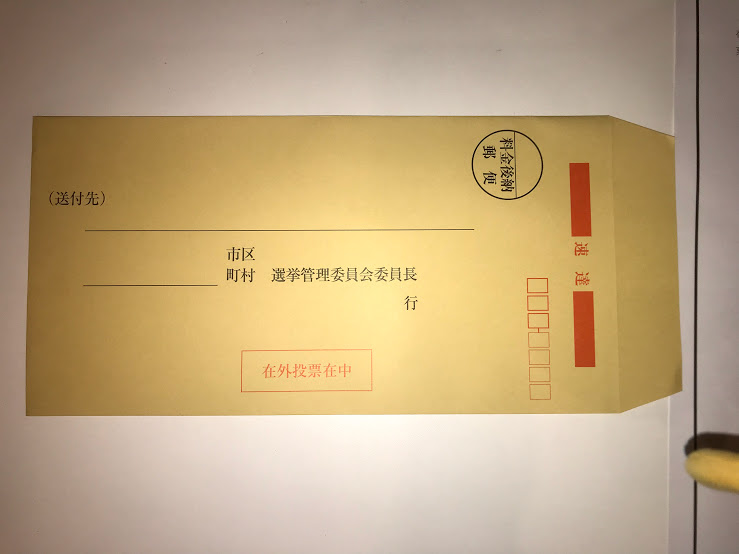 料金後納
郵便
速達
(送付先)
市区
町村 選挙管理委員会委員長
行
在外投票在中